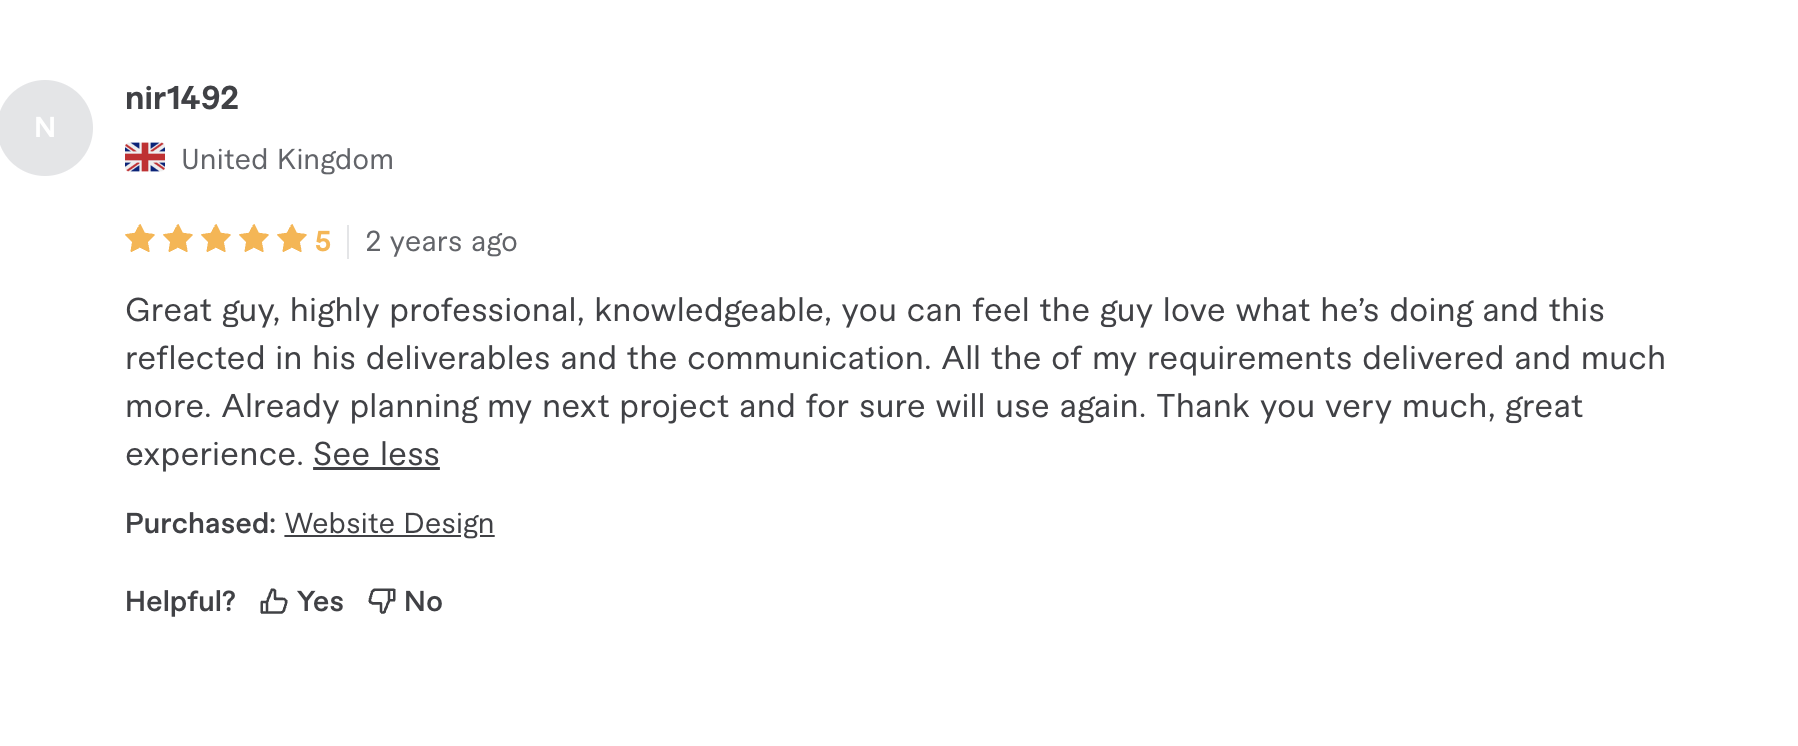 N
nir1492
United Kingdom
5 2 years ago
Great guy, highly professional, knowledgeable, you can feel the guy love what he’s doing and this
reflected in his deliverables and the communication. All the of my requirements delivered and much
more. Already planning my next project and for sure will use again. Thank you very much, great
experience. See less
Purchased: Website Design
Helpful? Yes No